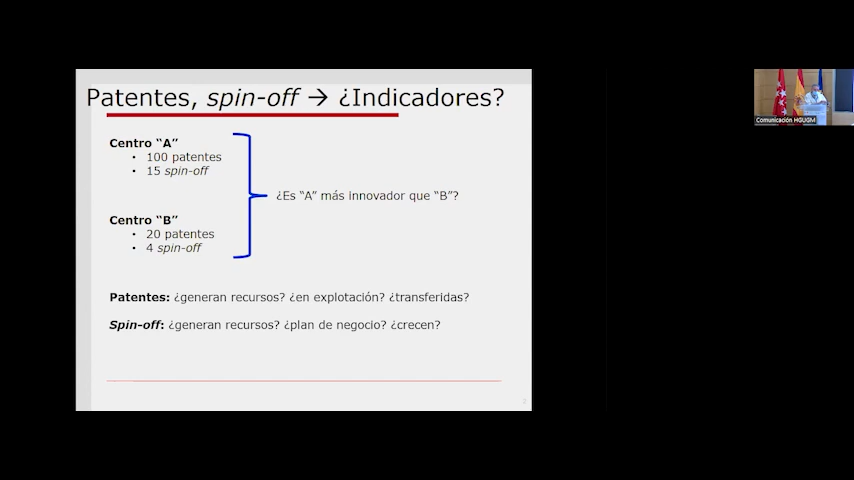 Patentes, spin-off → ¿Indicadores?
Centro “A”
• 100 patentes
• 15 spin-off
¿Es “A” más innovador que “B”?
Centro “B”
• 20 patentes
• 4 spin-off
Patentes: ¿generan recursos? ¿en explotación? ¿transferidas?
Spin-off: ¿generan recursos? ¿plan de negocio? ¿crecen?
2
Comunicación HGUGM